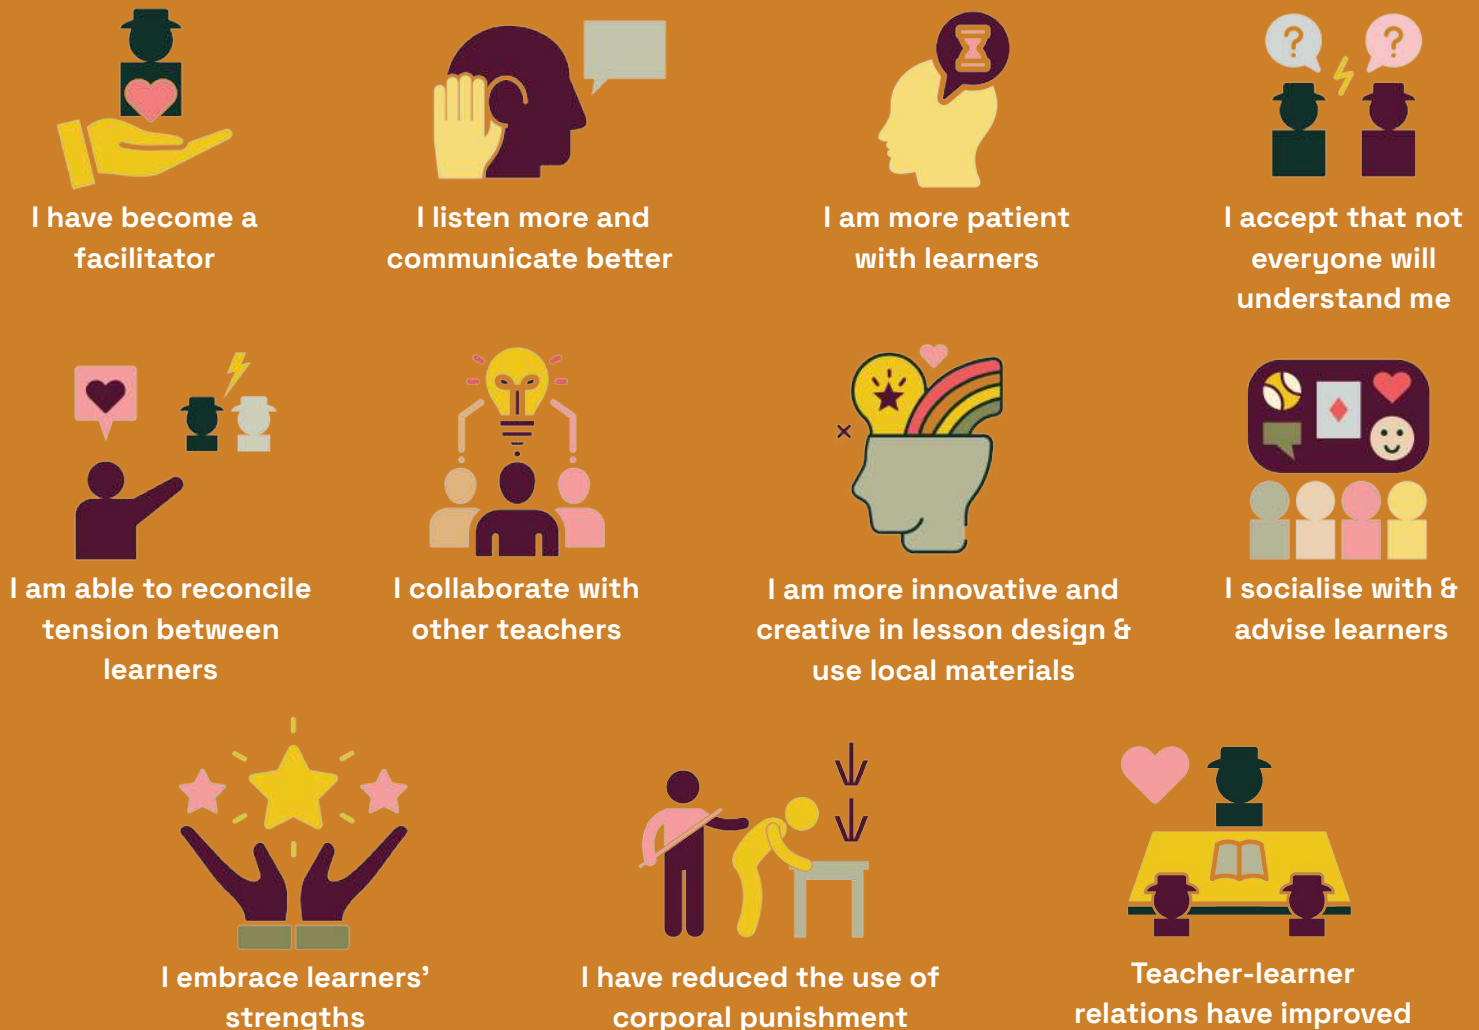 ? ?
I have become a
facilitator
I listen more and
communicate better
I am more patient
with learners
I accept that not
everyone will
understand me
I am able to reconcile
tension between
learners
I collaborate with
other teachers
I am more innovative and
creative in lesson design &
use local materials
I socialise with &
advise learners
I embrace learners’
strengths
I have reduced the use of
corporal punishment
Teacher-learner
relations have improved